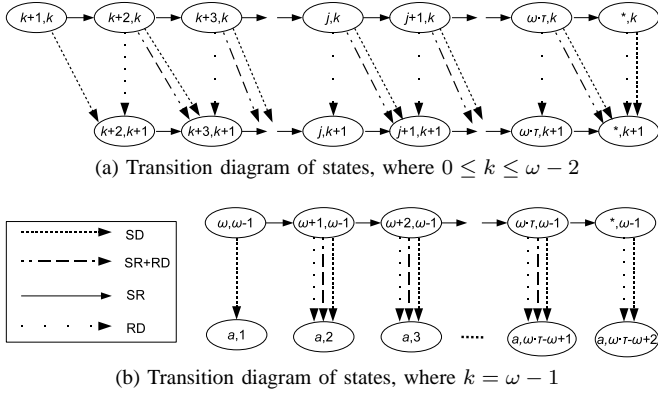 k+1,k k+2,k k+3,k j,k j+1,k ω·τ,k *,k
k+2,k+1 k+3,k+1 j,k+1 j+1,k+1 ω·τ,k+1 *,k+1
(a) Transition diagram of states, where 0 ≤ k ≤ ω − 2
SD
SR+RD
SR
RD
ω,ω-1 ω+1,ω-1 ω+2,ω-1 ω·τ,ω-1 *,ω-1
a,1 a,2 a,3 a,ω·τ-ω+1 a,ω·τ-ω+2
(b) Transition diagram of states, where k = ω − 1